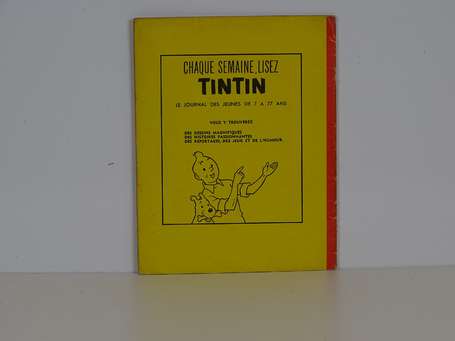 CHAQUE SEMAINE, LISEZ
TINTIN
LE JOURNAL DES JEUNES DE 7 A 77 ANS
VOUS Y TROUVEREZ
DES DESSINS MAGNIFIQUES
DES HISTOIRES PASSIONNANTES
DES REPORTAGES, DES JEUX ET DE L'HUMOUR.